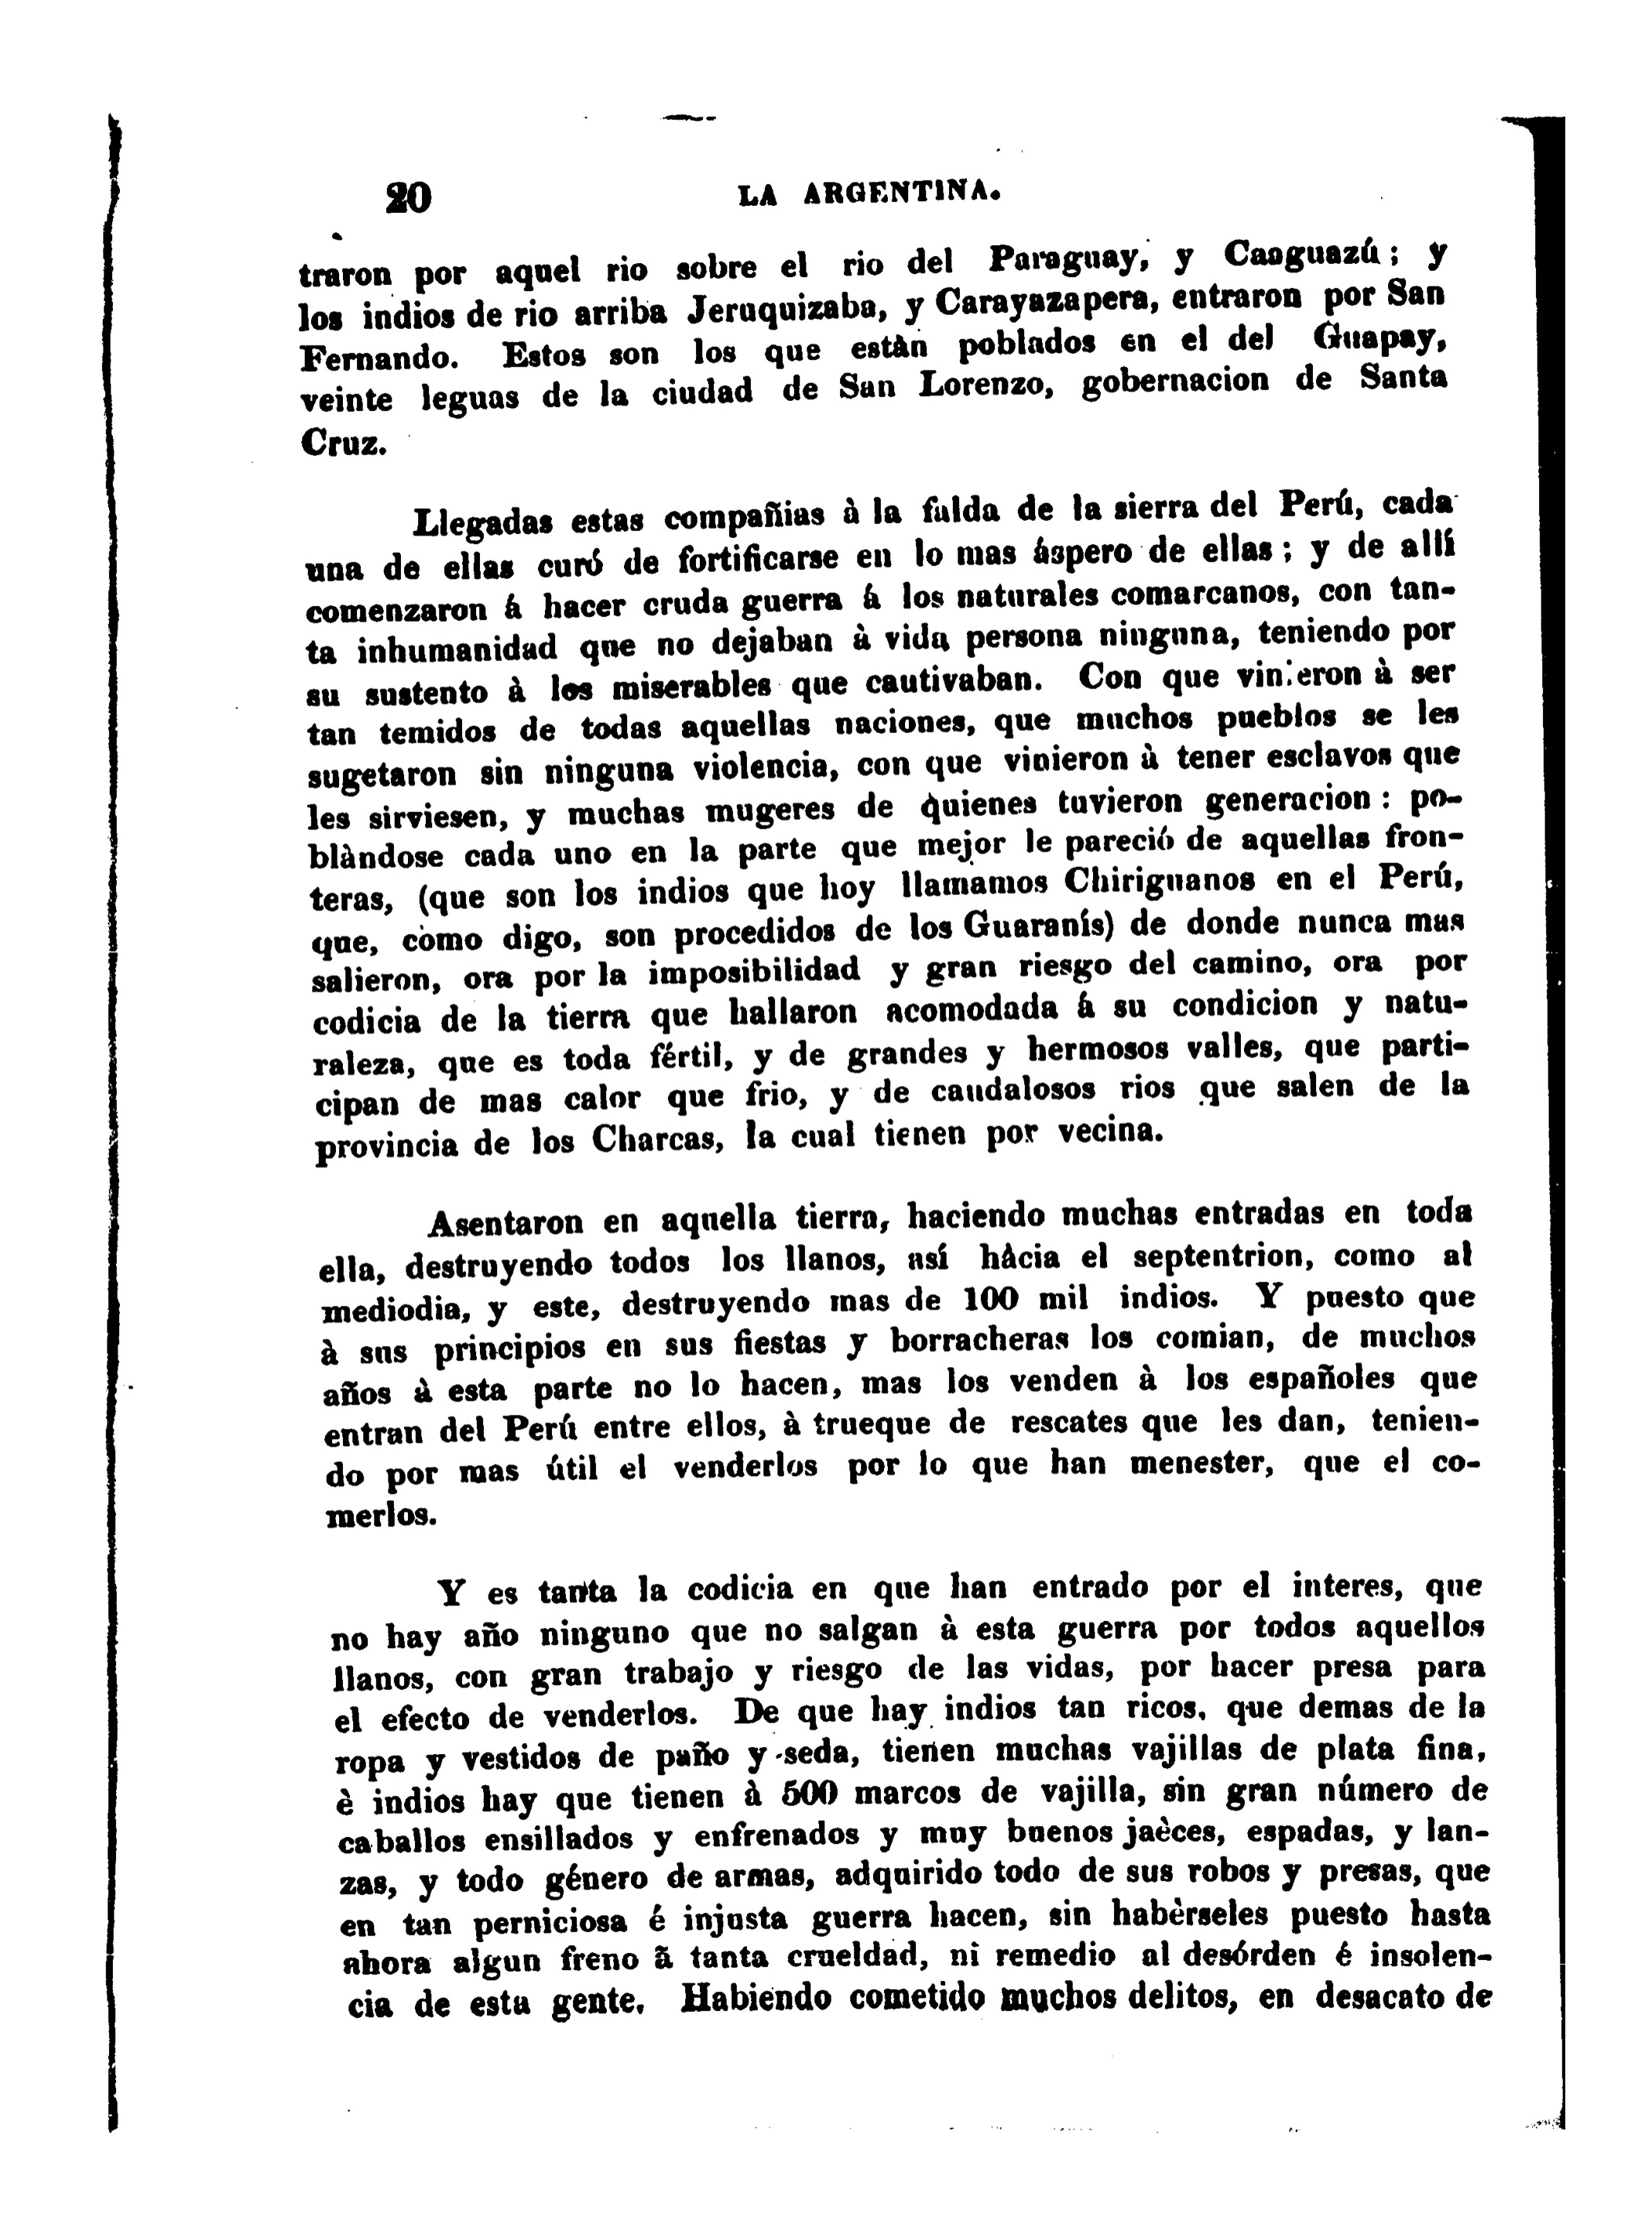 20 LA ARGENTINA.
traron por aquel rio sobre el rio del Paraguay, y Caaguazú; y
los indios de rio arriba Jeruquizaba, y Carayazapera, entraron por San
Fernando. Estos son los que estàn poblados en el del Guapay,
veinte leguas de la ciudad de San Lorenzo, gobernacion de Santa
Cruz.
Llegadas estas compañias à la falda de la sierra del Perú, cada
una de ellas curó de fortificarse en lo mas áspero de ellas; y de allí
comenzaron á hacer cruda guerra á los naturales comarcanos, con tan-
ta inhumanidad que no dejaban à vida persona ninguna, teniendo por
su sustento à los miserables que cautivaban. Con que vinieron à ser
tan temidos de todas aquellas naciones, que muchos pueblos se les
sugetaron sin ninguna violencia, con que vinieron à tener esclavos que
les sirviesen, y muchas mugeres de quienes tuvieron generacion: po-
blàndose cada uno en la parte que mejor le pareció de aquellas fron-
teras, (que son los indios que hoy llamamos Chiriguanos en el Perú,
que, como digo, son procedidos de los Guaranís) de donde nunca mas
salieron, ora por la imposibilidad y gran riesgo del camino, ora por
codicia de la tierra que hallaron acomodada á su condicion y natu-
raleza, que es toda fértil, y de grandes y hermosos valles, que parti-
cipan de mas calor que frio, y de caudalosos rios que salen de la
provincia de los Charcas, la cual tienen por vecina.
Asentaron en aquella tierra, haciendo muchas entradas en toda
ella, destruyendo todos los llanos, así hàcia el septentrion, como al
mediodia, y este, destruyendo mas de 100 mil indios. Y puesto que
à sus principios en sus fiestas y borracheras los comian, de muchos
años à esta parte no lo hacen, mas los venden à los españoles que
entran del Perú entre ellos, à trueque de rescates que les dan, tenien-
do por mas útil el venderlos por lo que han menester, que el co-
merlos.
Y es tanta la codicia en que han entrado por el interes, que
no hay año ninguno que no salgan à esta guerra por todos aquellos
llanos, con gran trabajo y riesgo de las vidas, por hacer presa para
el efecto de venderlos. De que hay indios tan ricos, que demas de la
ropa y vestidos de paño y seda, tienen muchas vajillas de plata fina,
è indios hay que tienen à 500 marcos de vajilla, sin gran número de
caballos ensillados y enfrenados y muy buenos jaèces, espadas, y lan-
zas, y todo género de armas, adquirido todo de sus robos y presas, que
en tan perniciosa é injusta guerra hacen, sin habèrseles puesto hasta
ahora algun freno ã tanta crueldad, ni remedio al desórden é insolen-
cia de esta gente. Habiendo cometido muchos delitos, en desacato de